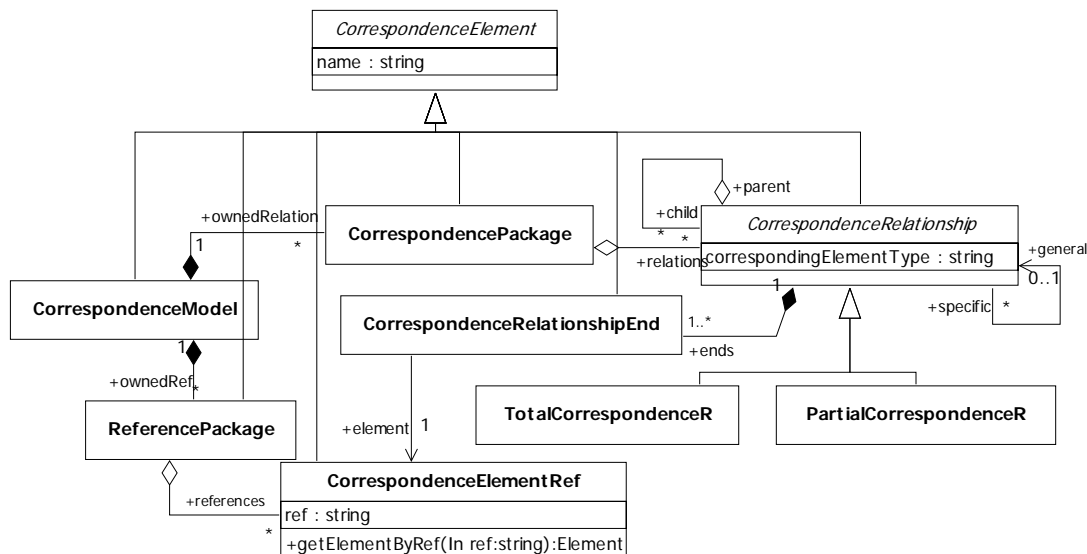 CorrespondenceElement
name : string
+parent
+ownedRelation
+child
CorrespondencePackage
CorrespondenceRelationship
1
*
*
*
+relations
correspondingElementType : string
+general
0..1
CorrespondenceModel
CorrespondenceRelationshipEnd
1
1..*
+ends
+specific
*
1
+ownedRef
*
TotalCorrespondenceR
PartialCorrespondenceR
ReferencePackage
+element
1
CorrespondenceElementRef
+references
ref : string
*
+getElementByRef(In ref:string):Element